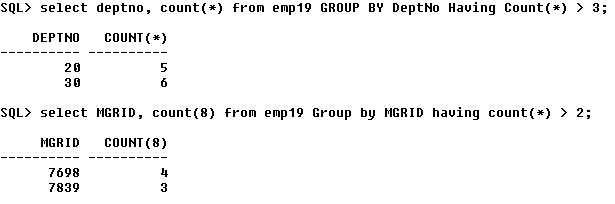 SQL> select deptno, count(*) from emp19 GROUP BY DeptNo Having Count(*) > 3;
DEPTNO COUNT(*)
---------- ----------
20 5
30 6
SQL> select MGRID, count(8) from emp19 Group by MGRID having count(*) > 2;
MGRID COUNT(8)
---------- ----------
7698 4
7839 3